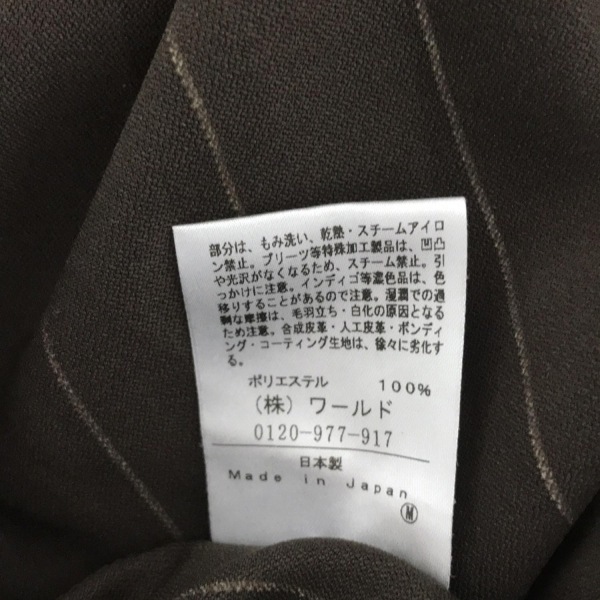 部分は、もみ洗い、乾熱・スチームアイロ
ン禁止。プリーツ等特殊加工製品は、凹凸
や光沢がなくなるため、スチーム禁止。引
っかけに注意。インディゴ等濃色品は、色
移りすることがあるので注意。湿潤での過
剰な摩擦は、毛羽立ち・白化の原因となる
ため注意。合成皮革・人工皮革・ボンディ
ング・コーティング生地は、徐々に劣化す
る。
ポリエステル 100%
(株) ワールド
0120-977-917
日本製
Made in Japan
M